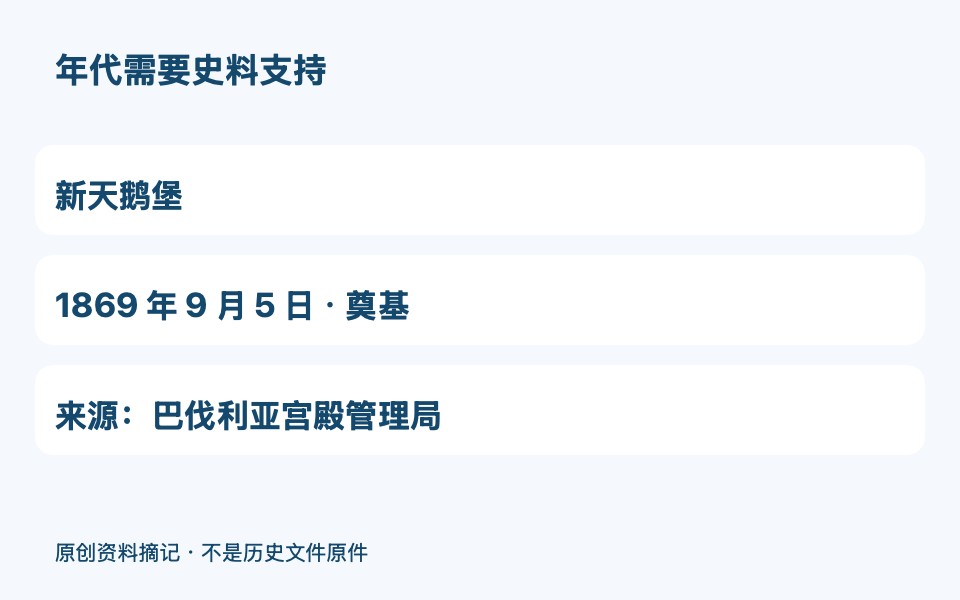 年代需要史料支持
新天鹅堡
1869 年 9 月 5 日 · 奠基
来源：巴伐利亚宫殿管理局
原创资料摘记 · 不是历史文件原件